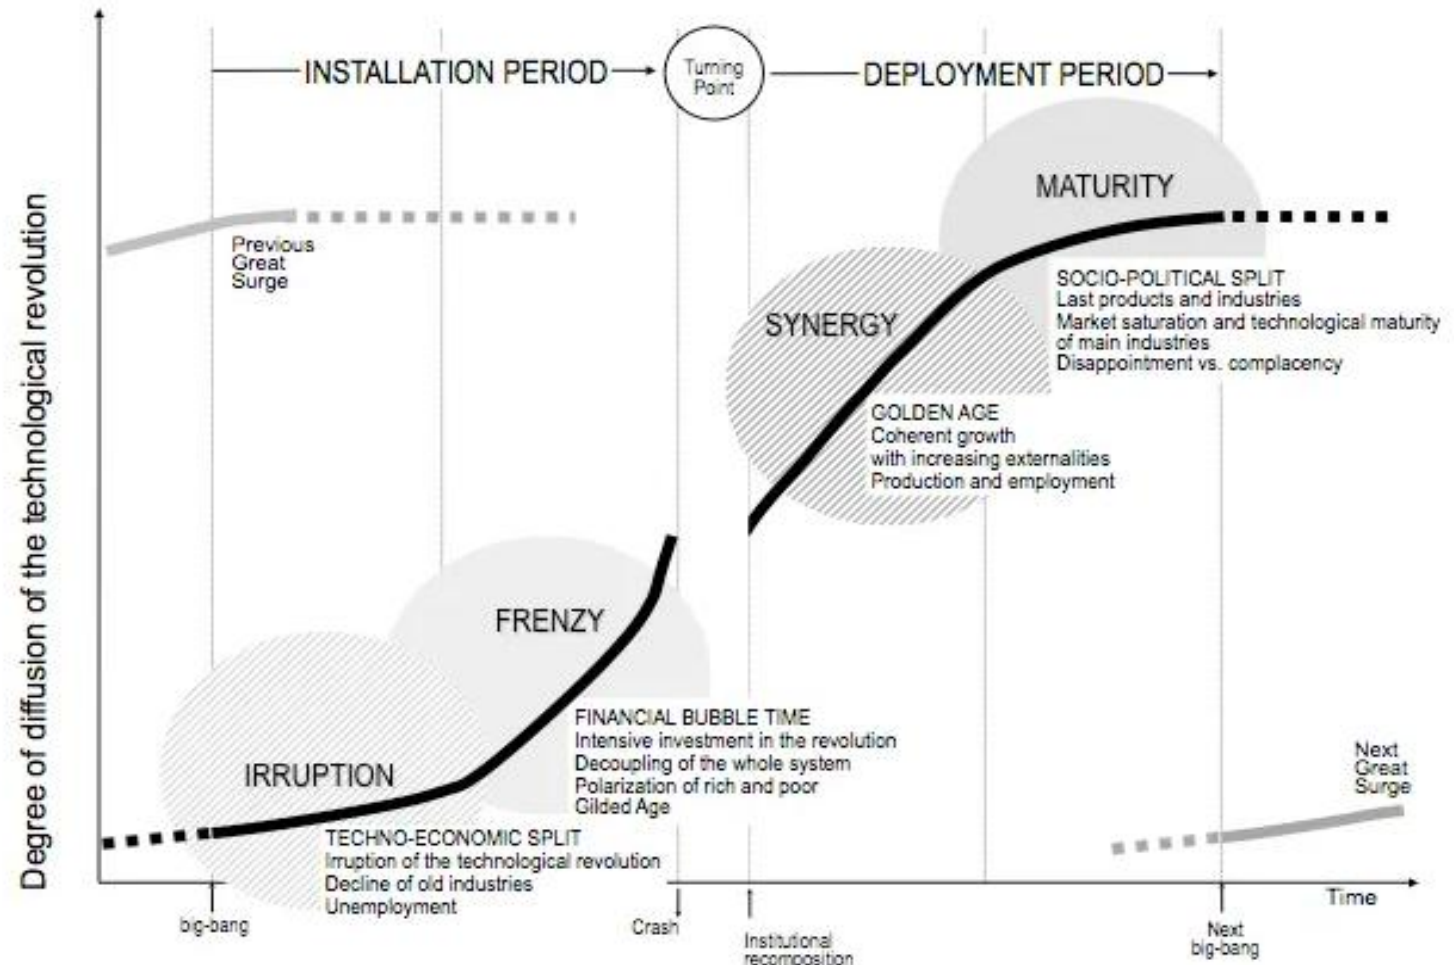 INSTALLATION PERIOD
Turning
Point
DEPLOYMENT PERIOD
Degree of diffusion of the technological revolution
Previous
Great
Surge
MATURITY
SOCIO-POLITICAL SPLIT
Last products and industries
Market saturation and technological maturity
of main industries
Disappointment vs. complacency
SYNERGY
GOLDEN AGE
Coherent growth
with increasing externalities
Production and employment
FRENZY
FINANCIAL BUBBLE TIME
Intensive investment in the revolution
Decoupling of the whole system
Polarization of rich and poor
Gilded Age
IRRUPTION
TECHNO-ECONOMIC SPLIT
Irruption of the technological revolution
Decline of old industries
Unemployment
Next
Great
Surge
Time
big-bang
Crash
Institutional
recomposition
Next
big-bang